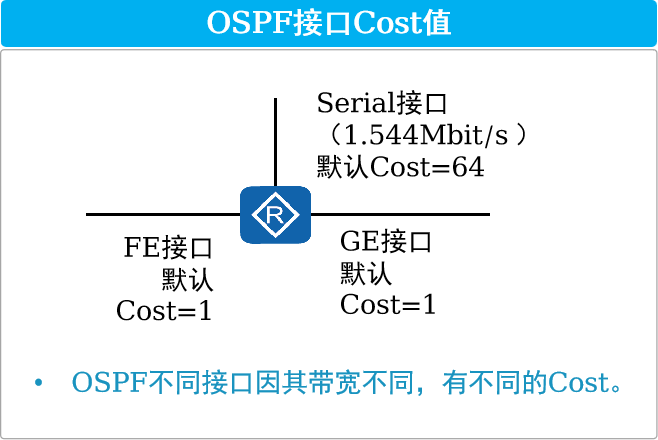 OSPF接口Cost值
Serial接口
（1.544Mbit/s ）
默认Cost=64
R
FE接口
默认
Cost=1
GE接口
默认
Cost=1
• OSPF不同接口因其带宽不同，有不同的Cost。